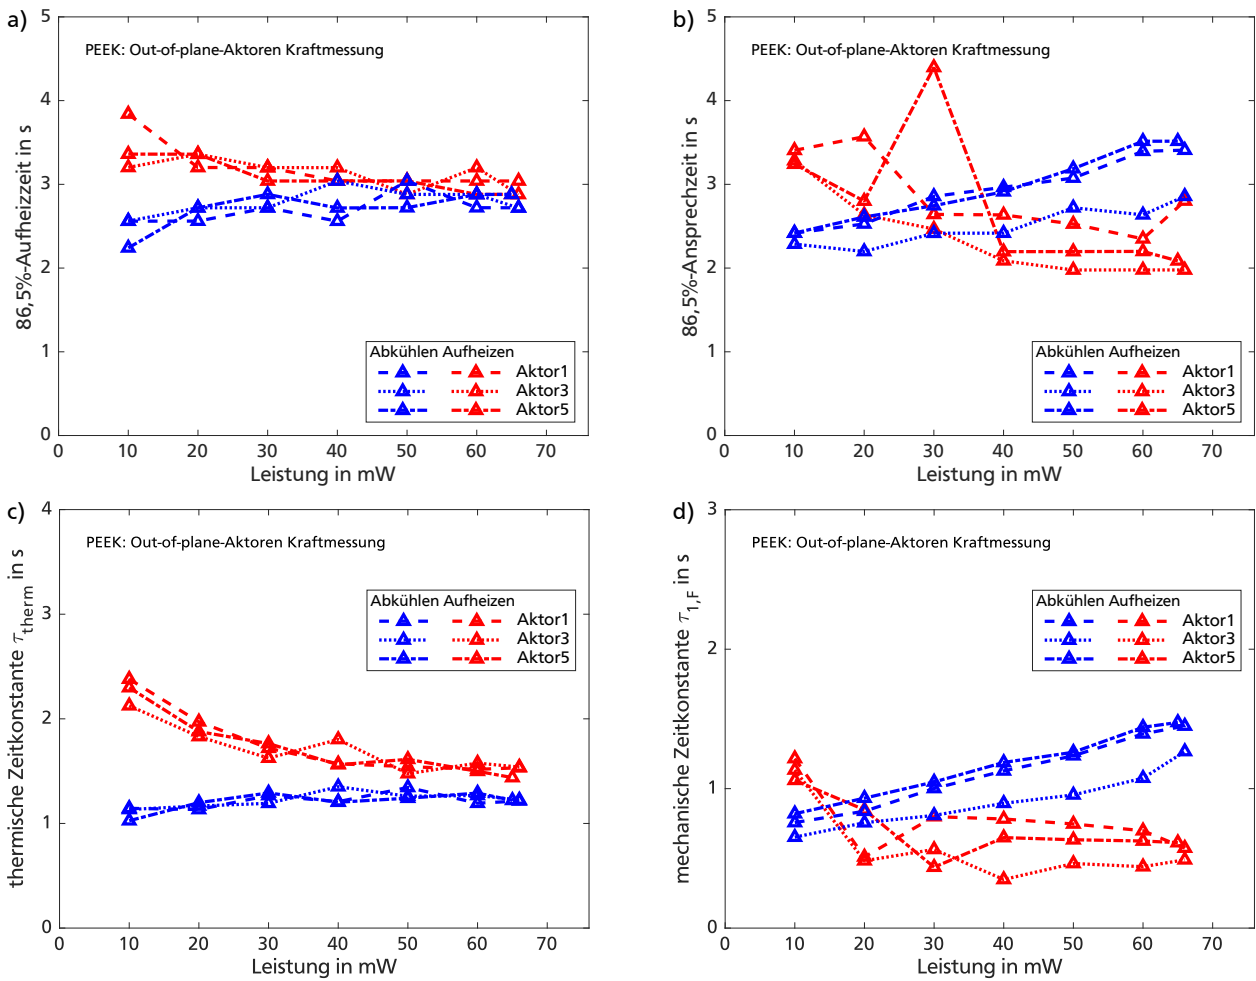 a)
PEEK: Out-of-plane-Aktoren Kraftmessung
86,5%-Aufheizzeit in s
5
4
3
2
1
0
Abkühlen Aufheizen
Aktor1
Aktor3
Aktor5
0 10 20 30 40 50 60 70
Leistung in mW
b)
PEEK: Out-of-plane-Aktoren Kraftmessung
86,5%-Ansprechzeit in s
5
4
3
2
1
0
Abkühlen Aufheizen
Aktor1
Aktor3
Aktor5
0 10 20 30 40 50 60 70
Leistung in mW
c)
PEEK: Out-of-plane-Aktoren Kraftmessung
thermische Zeitkonstante τtherm in s
4
3
2
1
0
Abkühlen Aufheizen
Aktor1
Aktor3
Aktor5
0 10 20 30 40 50 60 70
Leistung in mW
d)
PEEK: Out-of-plane-Aktoren Kraftmessung
mechanische Zeitkonstante τ1,F in s
3
2
1
0
Abkühlen Aufheizen
Aktor1
Aktor3
Aktor5
0 10 20 30 40 50 60 70
Leistung in mW